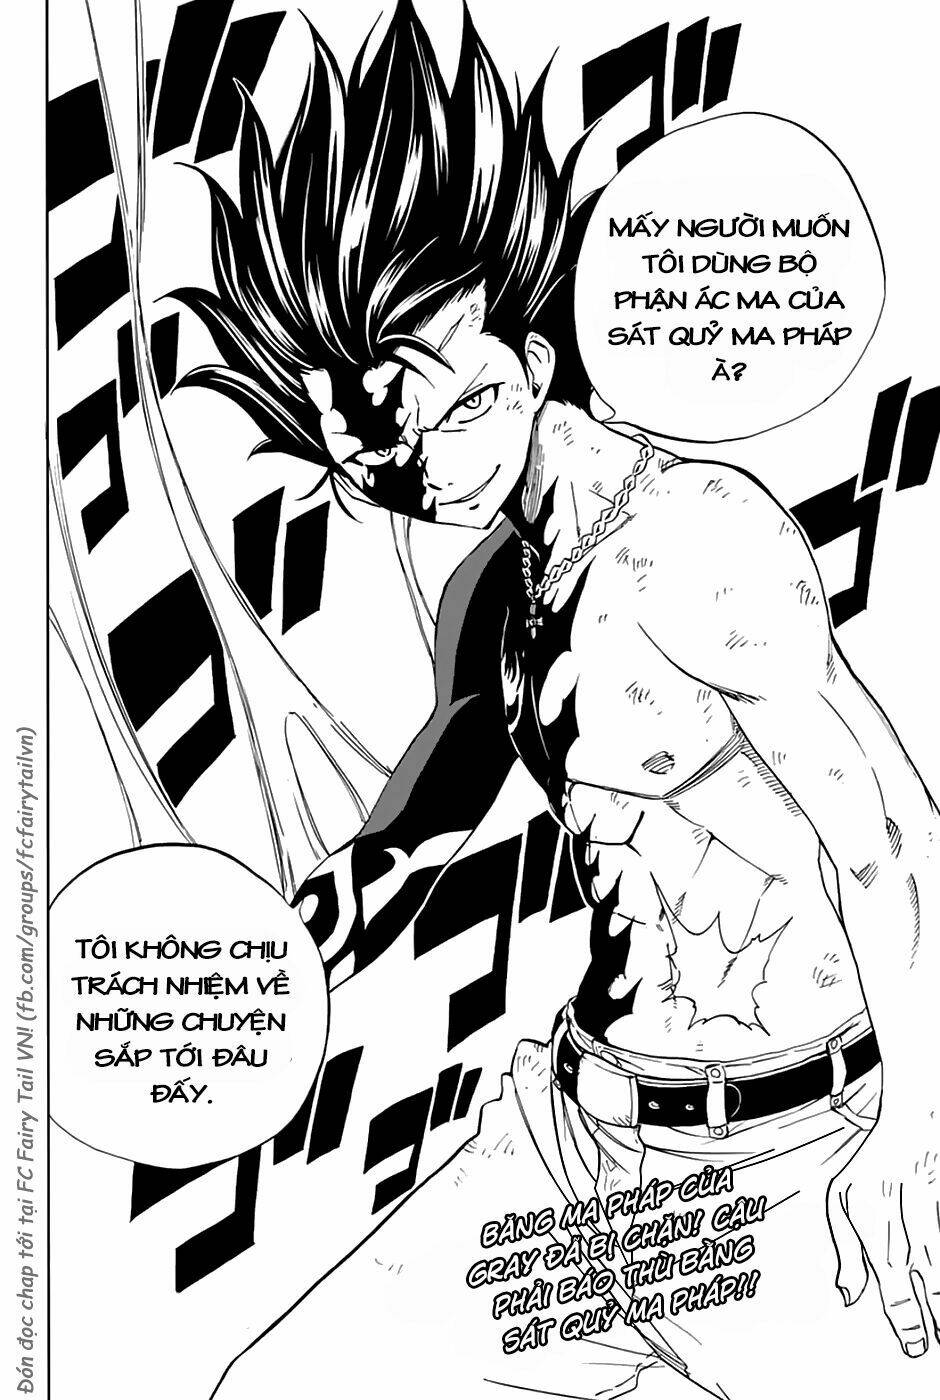 MẤY NGƯỜI MUỐN
TÔI DÙNG BỘ
PHẬN ÁC MA CỦA
SÁT QUỶ MA PHÁP
À?
TÔI KHÔNG CHỊU
TRÁCH NHIỆM VỀ
NHỮNG CHUYỆN
SẮP TỚI ĐÂU
ĐẤY.
BĂNG MA PHÁP CỦA
GRAY ĐÃ BỊ CHẶN! CẬU
PHẢI BÁO THÙ BẰNG
SÁT QUỶ MA PHÁP!!
Đón đọc chap tới tại FC Fairy Tail VN! (fb.com/groups/fcfairytailvn)